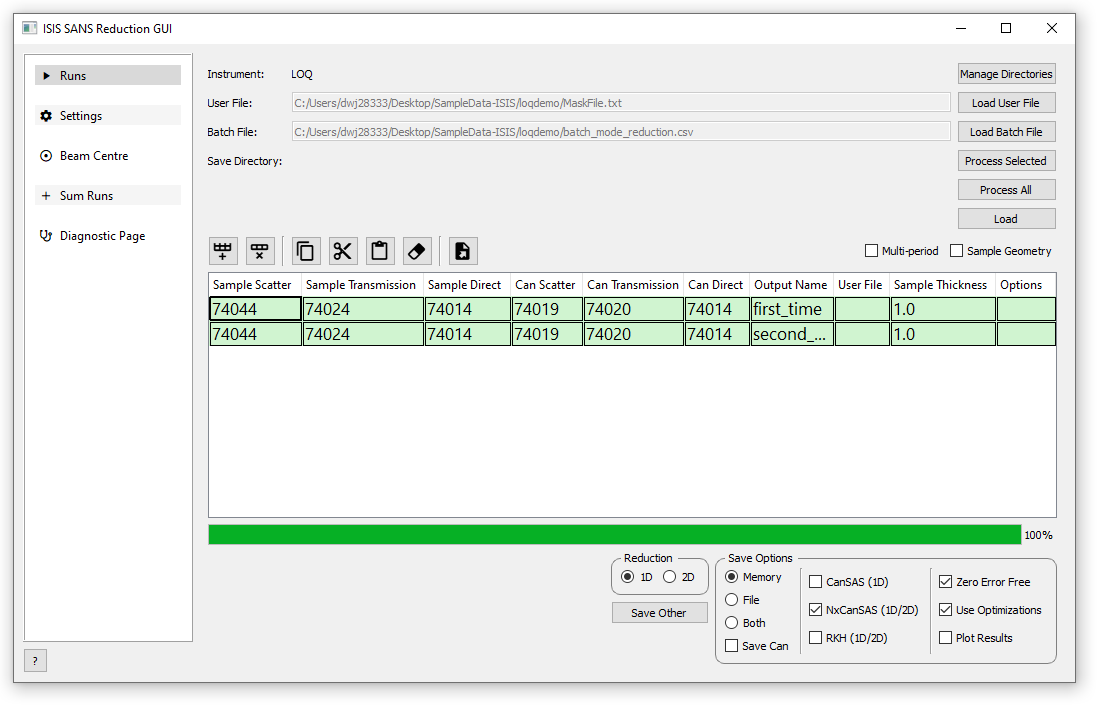 ISIS SANS Reduction GUI
Runs
Settings
Beam Centre
Sum Runs
Diagnostic Page
?
Instrument: LOQ
User File: C:/Users/dwj28333/Desktop/SampleData-ISIS/loqdemo/MaskFile.txt
Batch File: C:/Users/dwj28333/Desktop/SampleData-ISIS/loqdemo/batch_mode_reduction.csv
Save Directory:
Manage Directories
Load User File
Load Batch File
Process Selected
Process All
Load
Multi-period Sample Geometry
Sample Scatter Sample Transmission Sample Direct Can Scatter Can Transmission Can Direct Output Name User File Sample Thickness Options
74044 74024 74014 74019 74020 74014 first_time 1.0
74044 74024 74014 74019 74020 74014 second_... 1.0
100%
Reduction
1D 2D
Save Other
Save Options
Memory
File
Both
Save Can
CanSAS (1D)
NxCanSAS (1D/2D)
RKH (1D/2D)
Zero Error Free
Use Optimizations
Plot Results